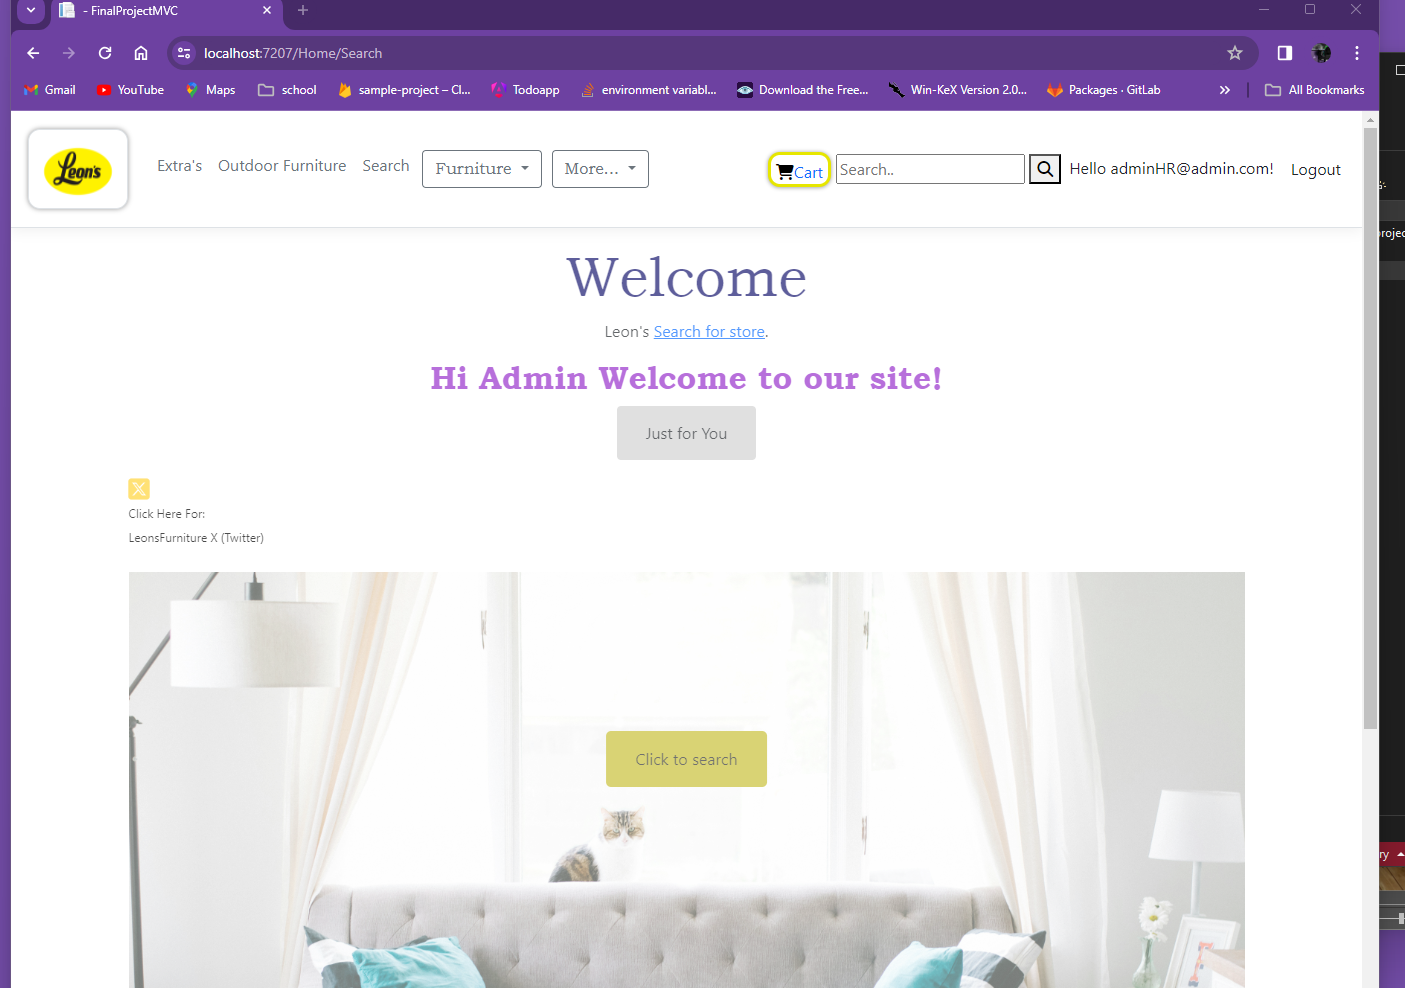 - FinalProjectMVC
localhost:7207/Home/Search
Gmail YouTube Maps school sample-project – Cl... Todoapp environment variabl... Download the Free... Win-KeX Version 2.0... Packages · GitLab » All Bookmarks
Leon's Extra's Outdoor Furniture Search Furniture More... Cart Search.. Hello adminHR@admin.com! Logout
Welcome
Leon's Search for store.
Hi Admin Welcome to our site!
Just for You
Click Here For:
LeonsFurniture X (Twitter)
Click to search